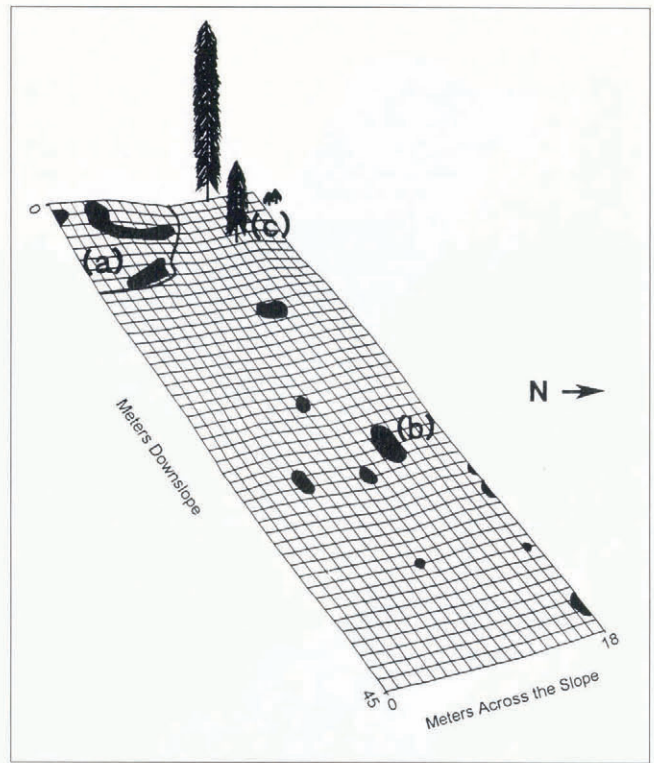 0
(c)
(a)
N
(b)
Meters Downslope
18
45
0
Meters Across the Slope